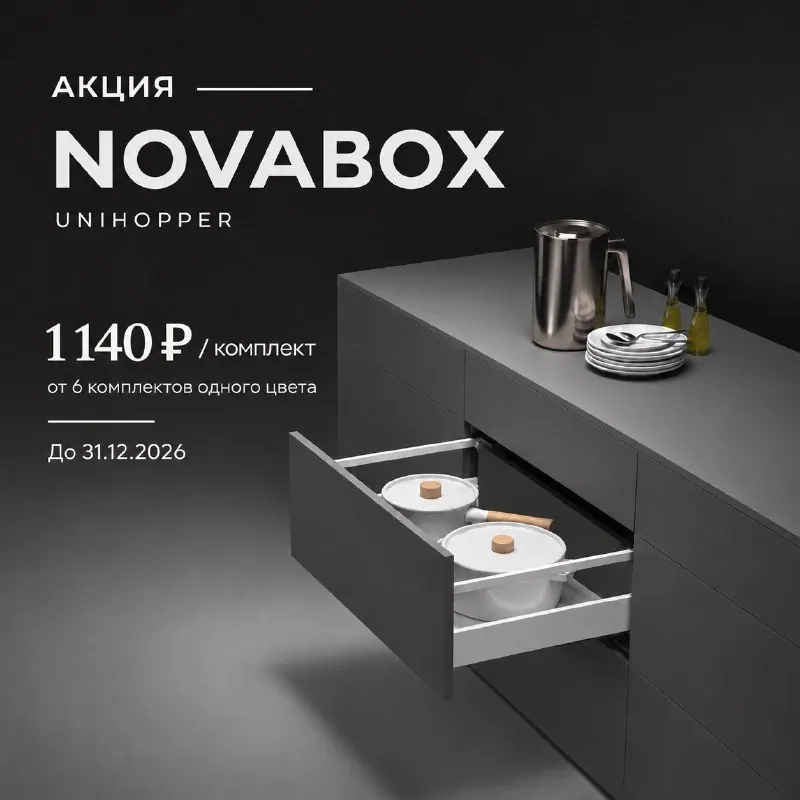 АКЦИЯ
NOVABOX
UNIHOPPER
1140 ₽ / комплект
от 6 комплектов одного цвета
До 31.12.2026